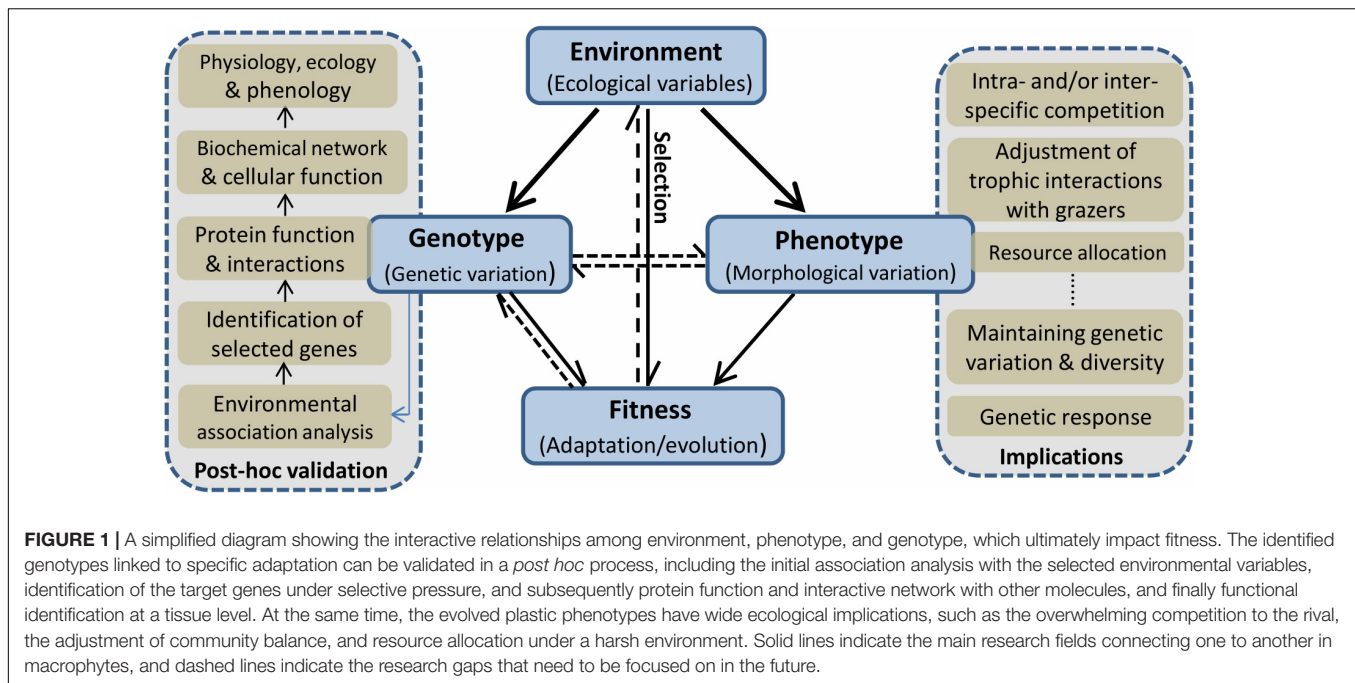 Physiology, ecology
& phenology
Biochemical network
& cellular function
Protein function
& interactions
Identification of
selected genes
Environmental
association analysis
Post-hoc validation
Environment
(Ecological variables)
Selection
Genotype
(Genetic variation)
Phenotype
(Morphological variation)
Fitness
(Adaptation/evolution)
Intra- and/or inter-
specific competition
Adjustment of
trophic interactions
with grazers
Resource allocation
Maintaining genetic
variation & diversity
Genetic response
Implications
FIGURE 1 | A simplified diagram showing the interactive relationships among environment, phenotype, and genotype, which ultimately impact fitness. The identified
genotypes linked to specific adaptation can be validated in a post hoc process, including the initial association analysis with the selected environmental variables,
identification of the target genes under selective pressure, and subsequently protein function and interactive network with other molecules, and finally functional
identification at a tissue level. At the same time, the evolved plastic phenotypes have wide ecological implications, such as the overwhelming competition to the rival,
the adjustment of community balance, and resource allocation under a harsh environment. Solid lines indicate the main research fields connecting one to another in
macrophytes, and dashed lines indicate the research gaps that need to be focused on in the future.